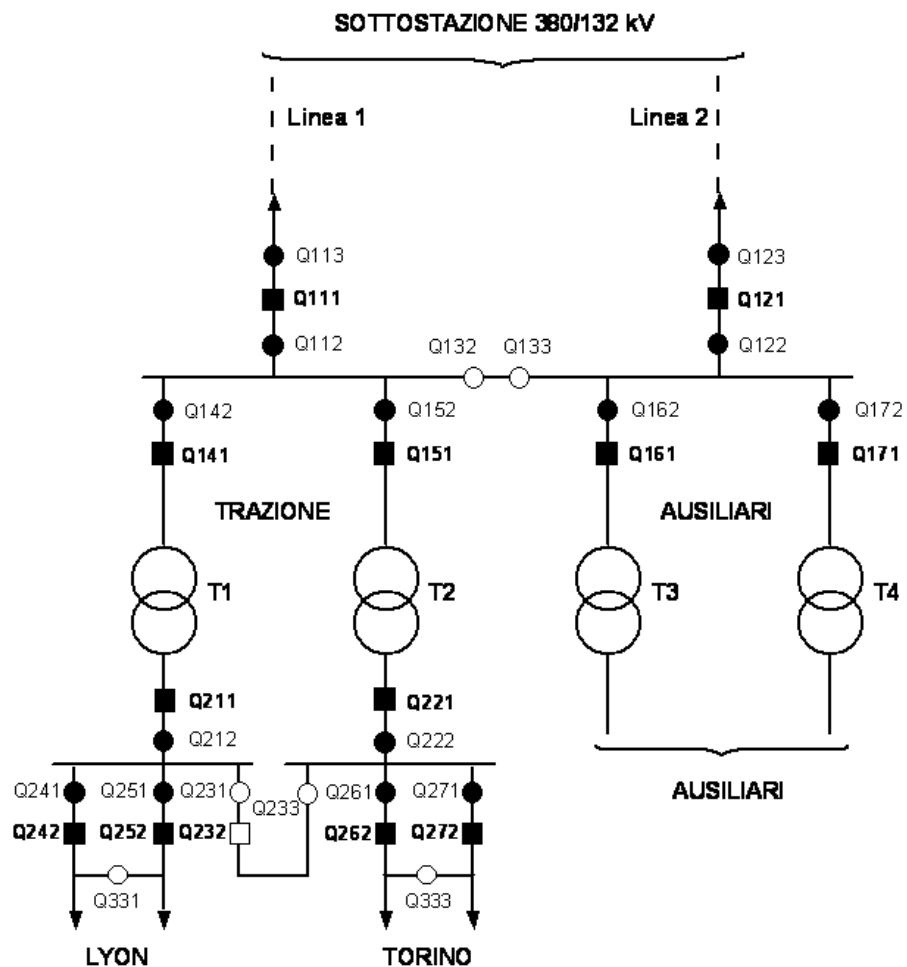 SOTTOSTAZIONE 380/132 kV
Linea 1
Linea 2
Q113
Q123
Q111
Q121
Q112
Q132
Q133
Q122
Q142
Q152
Q162
Q172
Q141
Q151
Q161
Q171
TRAZIONE
AUSILIARI
T1
T2
T3
T4
Q211
Q221
Q212
Q222
Q241
Q251
Q231
Q233
Q261
Q271
AUSILIARI
Q242
Q252
Q232
Q262
Q272
Q331
Q333
LYON
TORINO